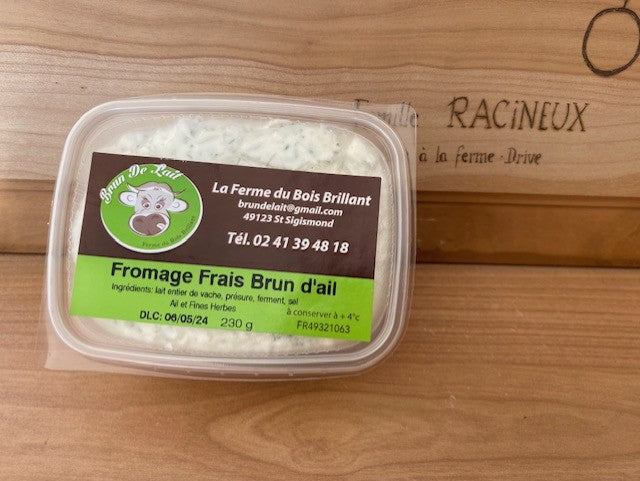 Famille RACINEUX
à la ferme - Drive
Brun De Lait
Ferme du Bois Brillant
La Ferme du Bois Brillant
brundelait@gmail.com
49123 St Sigismond
Tél. 02 41 39 48 18
Fromage Frais Brun d'ail
Ingrédients: lait entier de vache, présure, ferment, sel
Ail et Fines Herbes
DLC: 06/05/24 230 g
à conserver à + 4°c
FR49321063